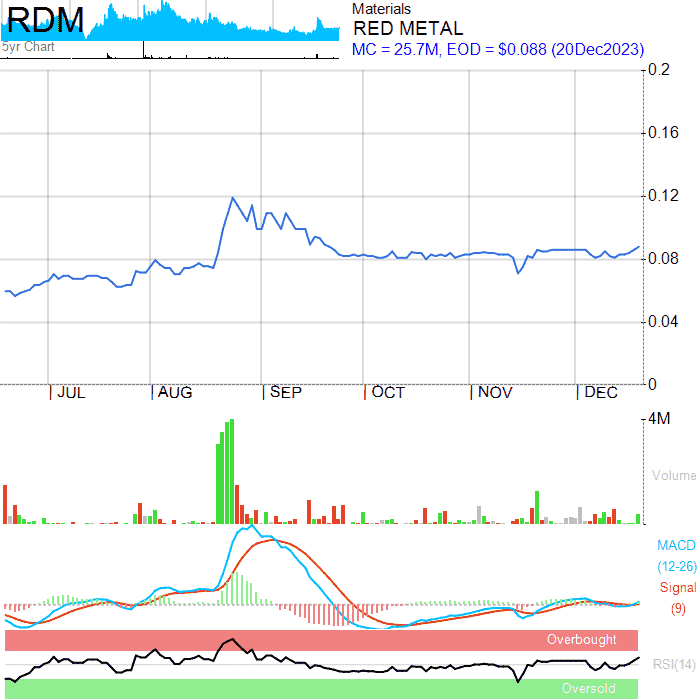 RDM
5yr Chart
Materials
RED METAL
MC = 25.7M, EOD = $0.088 (20Dec2023)
0.2
0.16
0.12
0.08
0.04
0
JUL AUG SEP OCT NOV DEC
4M
Volume
MACD
(12-26)
Signal
(9)
Overbought
RSI(14)
Oversold